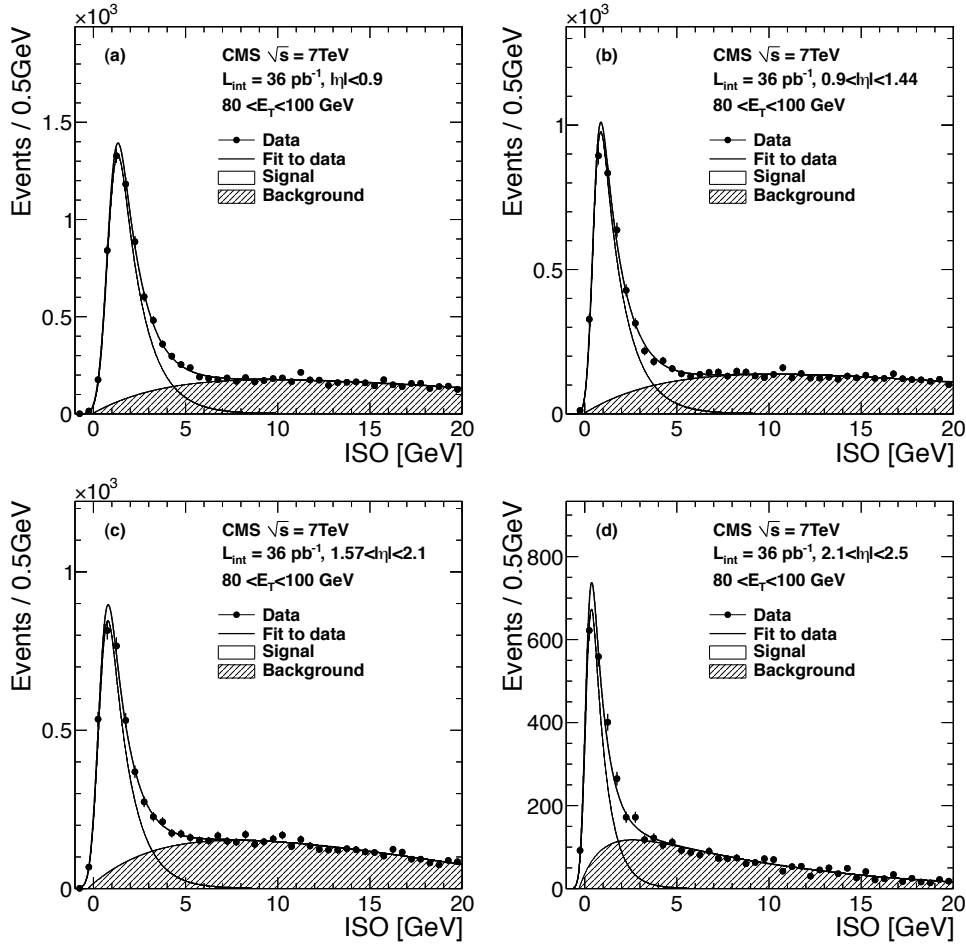 ×10³
(a)
CMS √s = 7TeV
L_int = 36 pb⁻¹, |η|<0.9
80 <E_T<100 GeV
Data
Fit to data
Signal
Background
Events / 0.5GeV
1.5
1
0.5
0
0 5 10 15 20
ISO [GeV]
×10³
(b)
CMS √s = 7TeV
L_int = 36 pb⁻¹, 0.9<|η|<1.44
80 <E_T<100 GeV
Data
Fit to data
Signal
Background
Events / 0.5GeV
1
0.5
0
0 5 10 15 20
ISO [GeV]
×10³
(c)
CMS √s = 7TeV
L_int = 36 pb⁻¹, 1.57<|η|<2.1
80 <E_T<100 GeV
Data
Fit to data
Signal
Background
Events / 0.5GeV
1
0.5
0
0 5 10 15 20
ISO [GeV]
(d)
CMS √s = 7TeV
L_int = 36 pb⁻¹, 2.1<|η|<2.5
80 <E_T<100 GeV
Data
Fit to data
Signal
Background
Events / 0.5GeV
800
600
400
200
0
0 5 10 15 20
ISO [GeV]